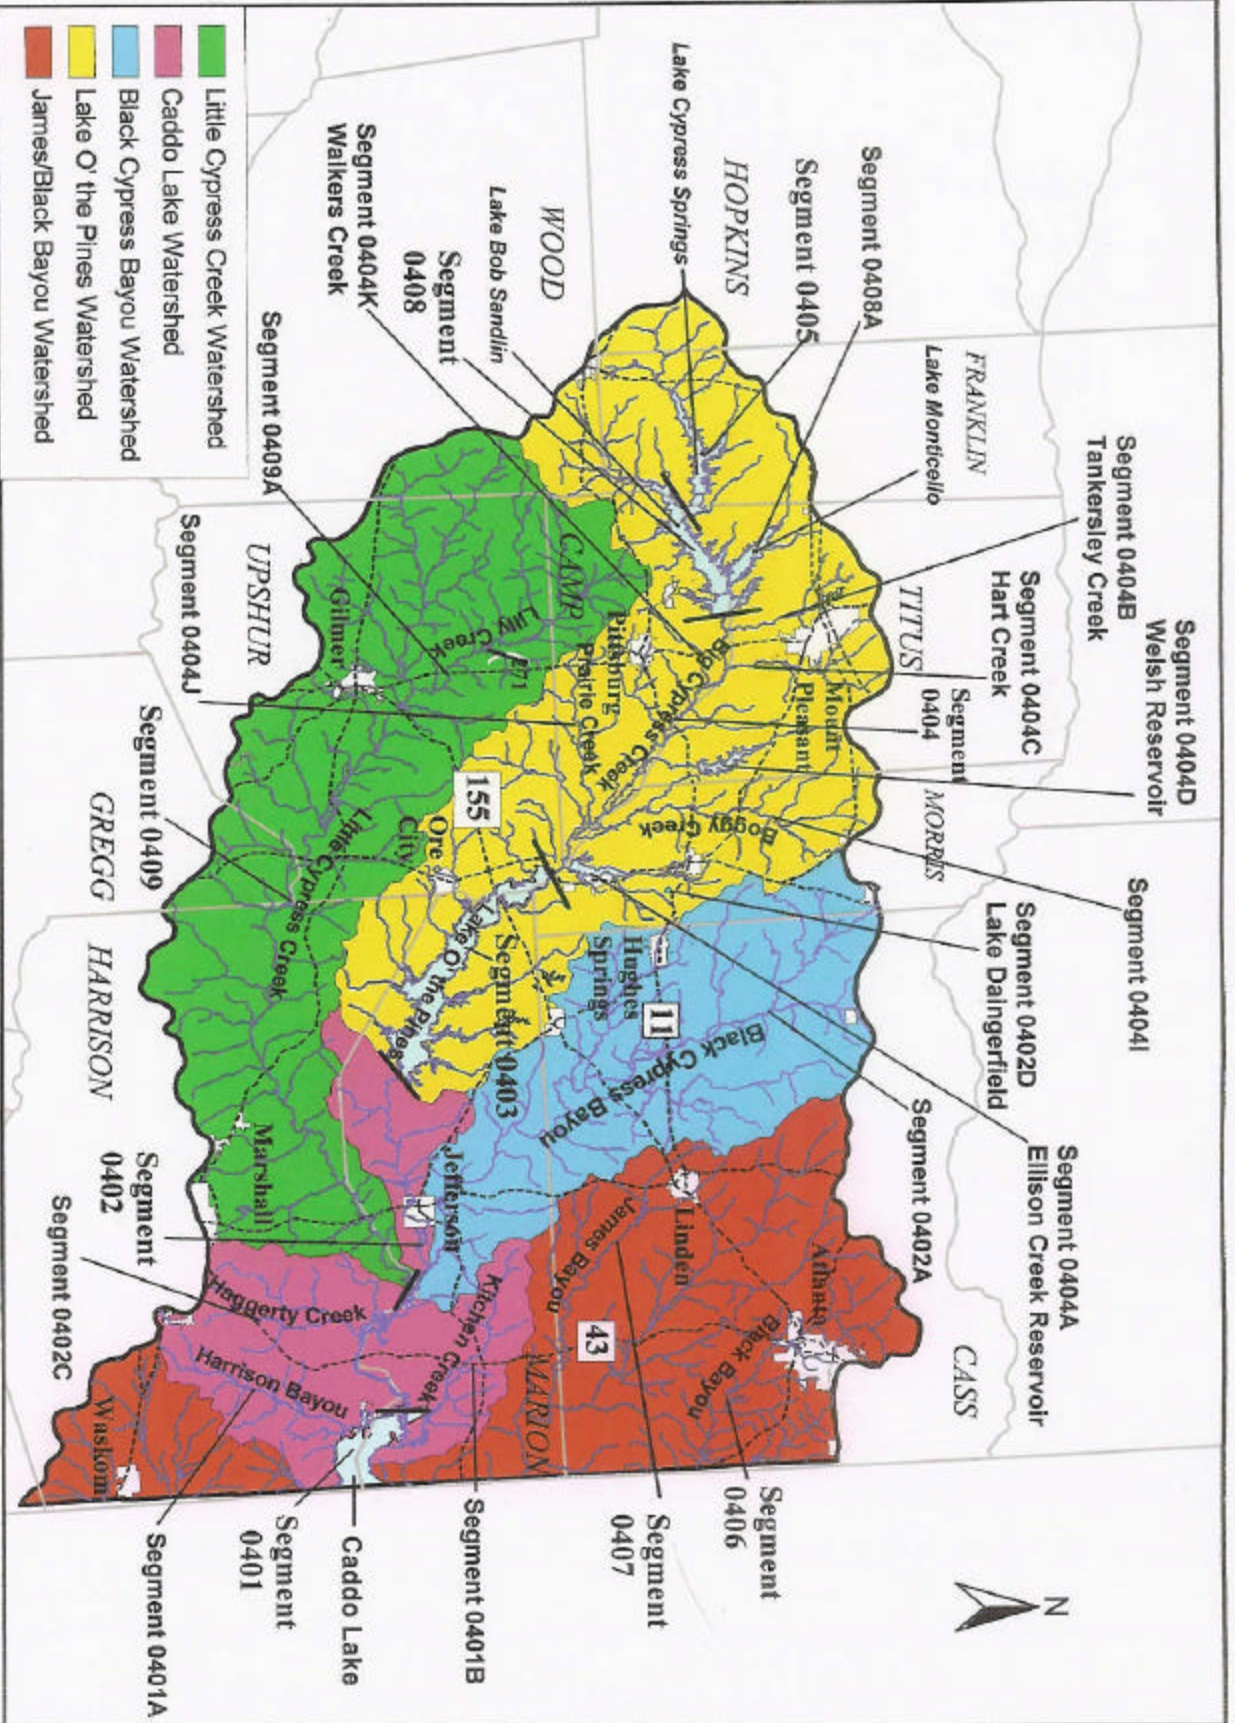 Segment 0404D
Welsh Reservoir
Segment 0404B
Tankersley Creek
Segment 0404C
Hart Creek
Segment 0404I
Segment 0402D
Lake Daingerfield
Segment 0404A
Ellison Creek Reservoir
N
FRANKLIN
TITUS
Segment
0404
MORRIS
CASS
Segment 0408A
Lake Monticello
Segment 0402A
Segment 0405
HOPKINS
Lake Cypress Springs
Mount
Pleasant
Boggy Creek
Big Cypress Creek
Atlanta
Black Bayou
Segment
0406
11
Black Cypress Bayou
Linden
Hughes
Springs
James Bayou
43
Segment
0407
WOOD
Lake Bob Sandlin
CAMP
Pittsburg
Prairie Creek
Segment
0408
Segment 0404K
Walkers Creek
Lilly Creek
271
155
Ore
City
Segment 0403
Lake O' the Pines
MARION
Jefferson
Kitchen Creek
Segment 0401B
Segment 0409A
Gilmer
Little Cypress Creek
Haggerty Creek
Caddo Lake
UPSHUR
Segment 0404J
Marshall
Harrison Bayou
Segment
0401
Segment 0409
GREGG
HARRISON
Segment
0402
Segment 0402C
Waskom
Segment 0401A
Little Cypress Creek Watershed
Caddo Lake Watershed
Black Cypress Bayou Watershed
Lake O' the Pines Watershed
James/Black Bayou Watershed